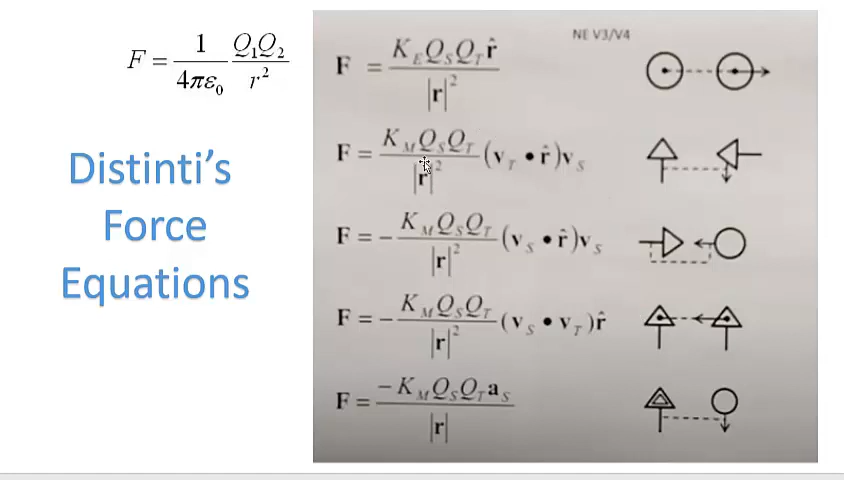 F = 1/(4πε₀) Q₁Q₂/r²
Distinti's
Force
Equations
NE V3/V4
F = K_E Q_S Q_T r̂ / |r|²
F = K_M Q_S Q_T / |r|² (v_T • r̂)v_S
F = − K_M Q_S Q_T / |r|² (v_S • r̂)v_S
F = − K_M Q_S Q_T / |r|² (v_S • v_T)r̂
F = −K_M Q_S Q_T a_S / |r|